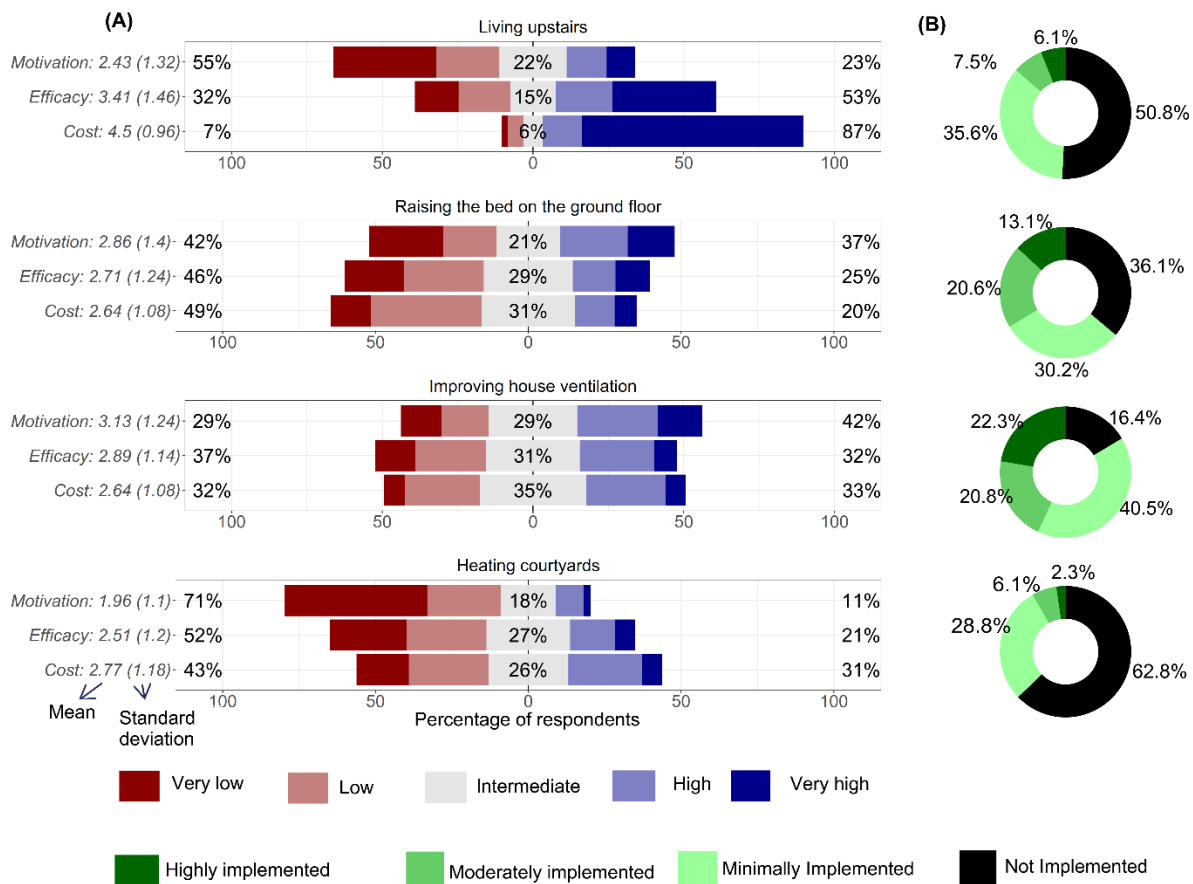 (A)
(B)
Living upstairs
Motivation: 2.43 (1.32) 55% 22% 23%
Efficacy: 3.41 (1.46) 32% 15% 53%
Cost: 4.5 (0.96) 7% 6% 87%
100 50 0 50 100
6.1%
7.5%
50.8%
35.6%
Raising the bed on the ground floor
Motivation: 2.86 (1.4) 42% 21% 37%
Efficacy: 2.71 (1.24) 46% 29% 25%
Cost: 2.64 (1.08) 49% 31% 20%
100 50 0 50 100
13.1%
36.1%
20.6%
30.2%
Improving house ventilation
Motivation: 3.13 (1.24) 29% 29% 42%
Efficacy: 2.89 (1.14) 37% 31% 32%
Cost: 2.64 (1.08) 32% 35% 33%
100 50 0 50 100
22.3%
16.4%
20.8%
40.5%
Heating courtyards
Motivation: 1.96 (1.1) 71% 18% 11%
Efficacy: 2.51 (1.2) 52% 27% 21%
Cost: 2.77 (1.18) 43% 26% 31%
100 50 0 50 100
2.3%
6.1%
28.8%
62.8%
Mean
Standard
deviation
Percentage of respondents
Very low Low Intermediate High Very high
Highly implemented Moderately implemented Minimally Implemented Not Implemented